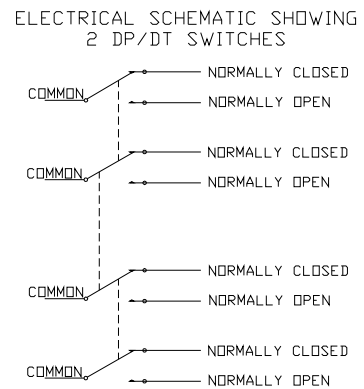 ELECTRICAL SCHEMATIC SHOWING
2 DP/DT SWITCHES
NORMALLY CLOSED
COMMON
NORMALLY OPEN
NORMALLY CLOSED
COMMON
NORMALLY OPEN
NORMALLY CLOSED
COMMON
NORMALLY OPEN
NORMALLY CLOSED
COMMON
NORMALLY OPEN